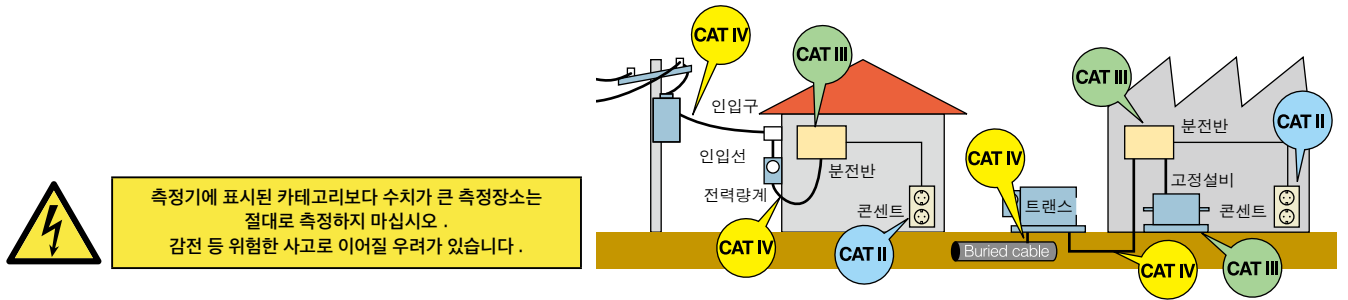 측정기에 표시된 카테고리보다 수치가 큰 측정장소는
절대로 측정하지 마십시오 .
감전 등 위험한 사고로 이어질 우려가 있습니다 .
CAT IV
CAT III
인입구
인입선
전력량계
분전반
콘센트
CAT IV
CAT II
CAT IV
트랜스
Buried cable
CAT IV
CAT III
분전반
CAT II
고정설비
콘센트
CAT III